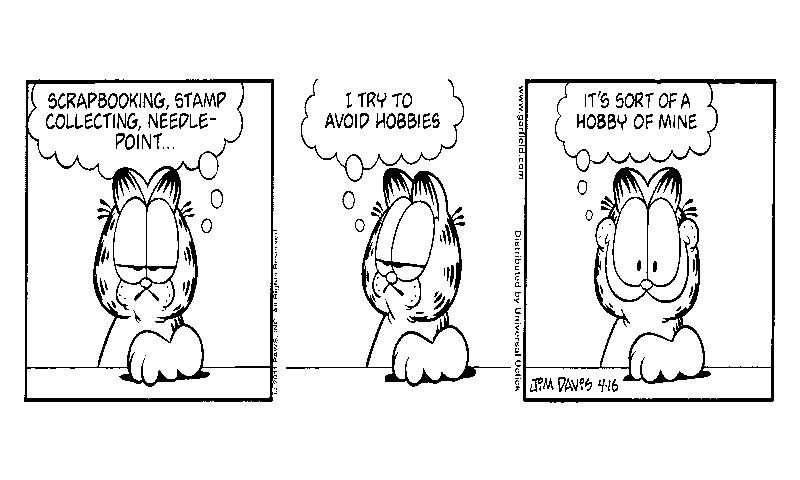 SCRAPBOOKING, STAMP
COLLECTING, NEEDLE-
POINT...
I TRY TO
AVOID HOBBIES
www.garfield.com
Distributed by Universal Uclick
IT'S SORT OF A
HOBBY OF MINE
JIM DAVIS 4-16